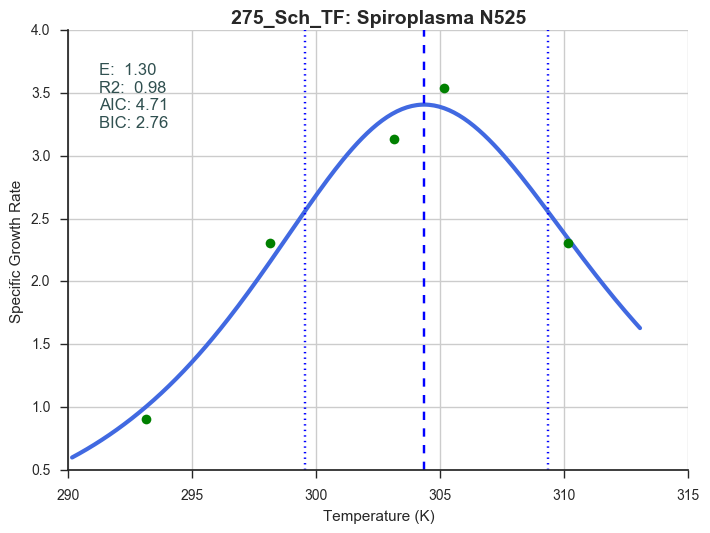 275_Sch_TF: Spiroplasma N525
E:  1.30
R2:  0.98
AIC: 4.71
BIC: 2.76
Specific Growth Rate
4.0
3.5
3.0
2.5
2.0
1.5
1.0
0.5
290 295 300 305 310 315
Temperature (K)